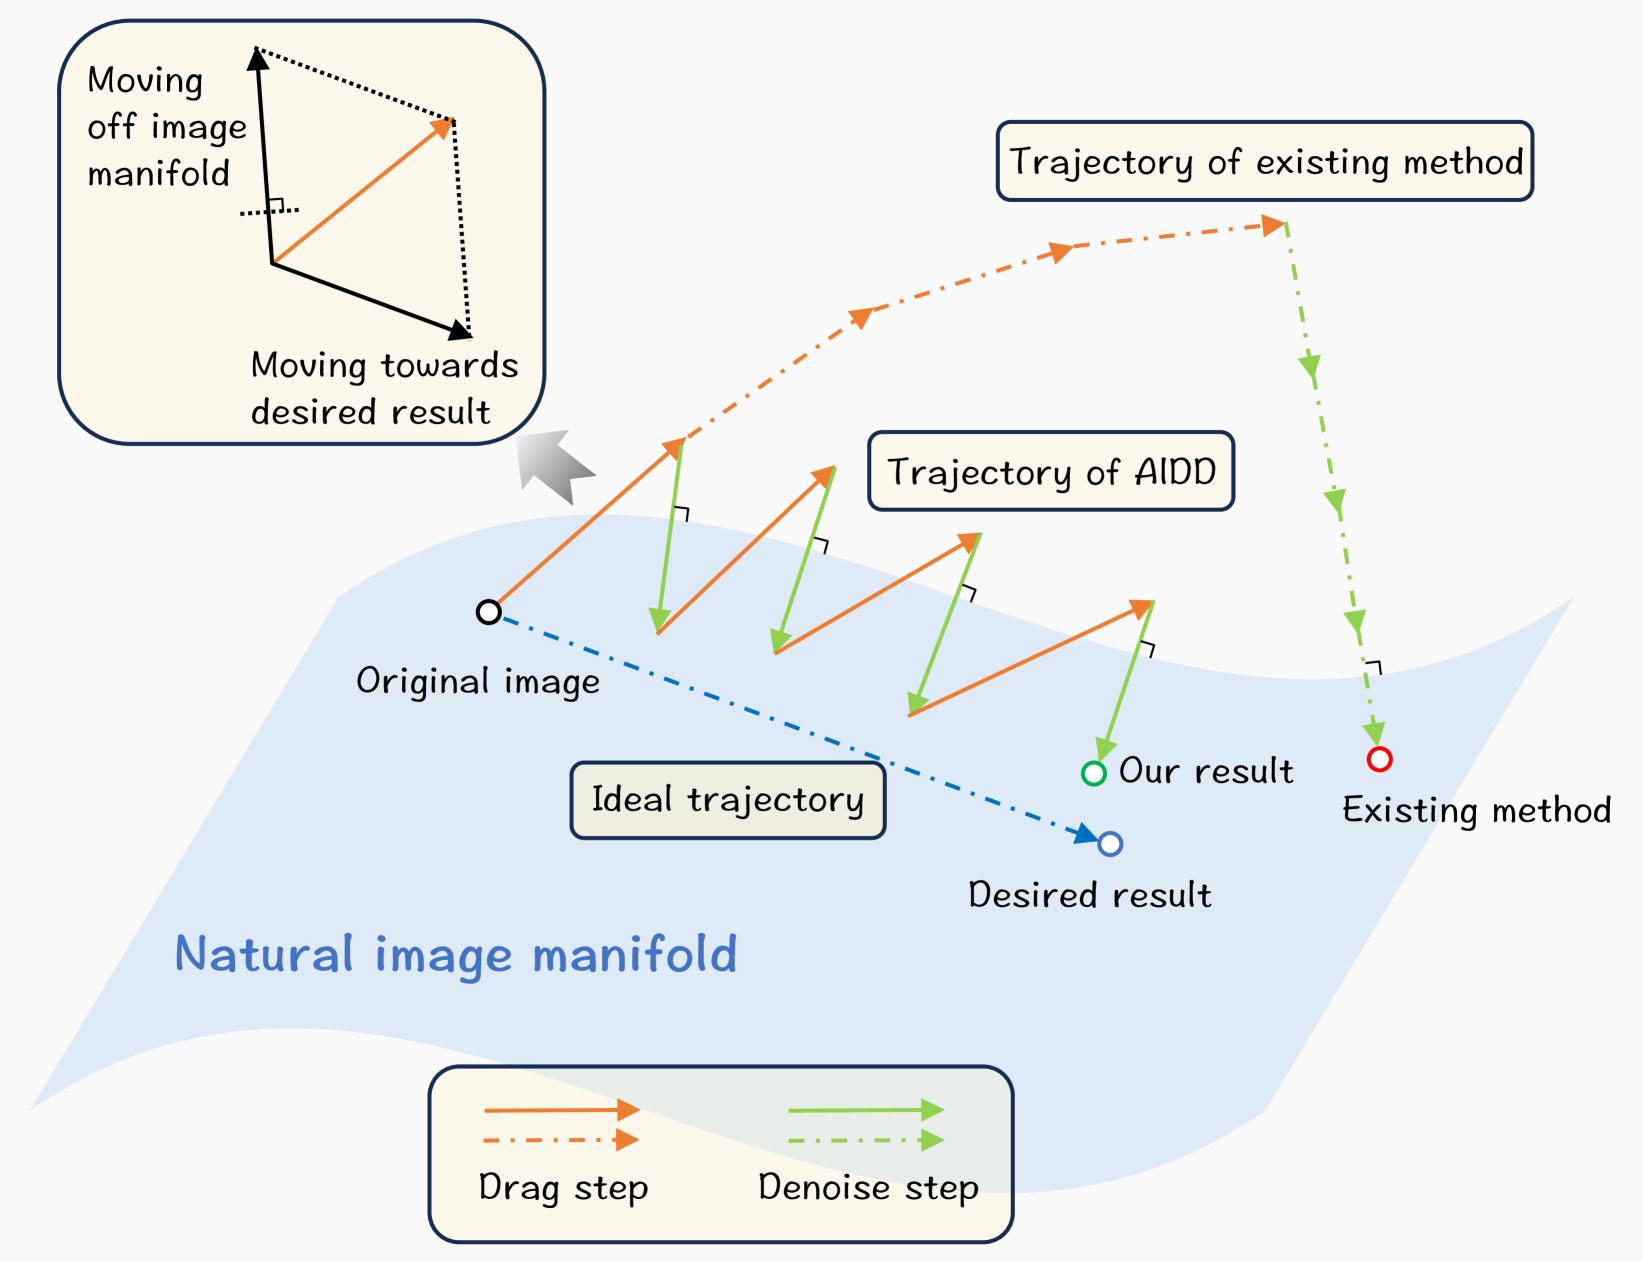 Moving
off image
manifold
Moving towards
desired result
Trajectory of existing method
Trajectory of AIDD
Original image
Ideal trajectory
Our result
Existing method
Desired result
Natural image manifold
Drag step
Denoise step